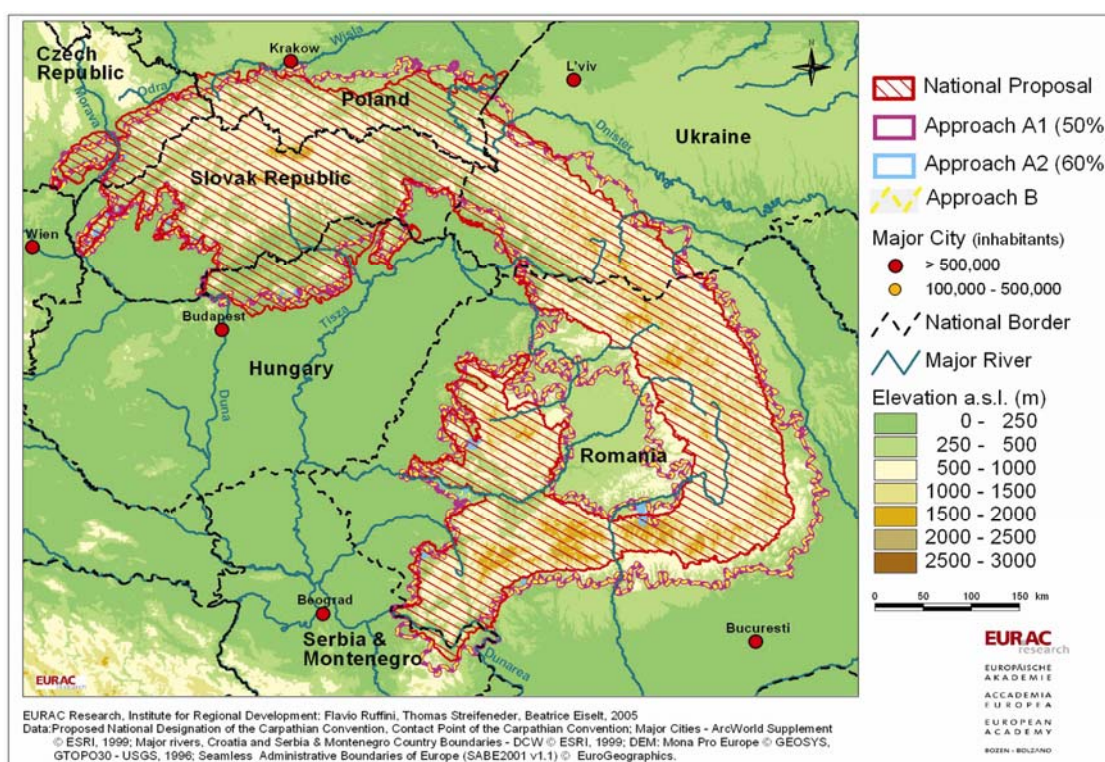 Czech
Republic
Krakow
Wisla
L'viv
Odra
Morava
Poland
Ukraine
Dnister
Slovak Republic
Wien
Budapest
Tisza
Hungary
Duna
Romania
Beograd
Serbia &
Montenegro
Dunarea
Bucuresti
EURAC
research
N
National Proposal
Approach A1 (50%
Approach A2 (60%
Approach B
Major City (inhabitants)
> 500,000
100,000 - 500,000
National Border
Major River
Elevation a.s.l. (m)
0 - 250
250 - 500
500 - 1000
1000 - 1500
1500 - 2000
2000 - 2500
2500 - 3000
0 50 100 150 km
EURAC
research
EUROPÄISCHE
AKADEMIE
ACCADEMIA
EUROPEA
EUROPEAN
ACADEMY
BOZEN - BOLZANO
EURAC Research, Institute for Regional Development: Flavio Ruffini, Thomas Streifeneder, Beatrice Eiselt, 2005
Data:Proposed National Designation of the Carpathian Convention, Contact Point of the Carpathian Convention; Major Cities - ArcWorld Supplement
© ESRI, 1999; Major rivers, Croatia and Serbia & Montenegro Country Boundaries - DCW © ESRI, 1999; DEM: Mona Pro Europe © GEOSYS,
GTOPO30 - USGS, 1996; Seamless Administrative Boundaries of Europe (SABE2001 v1.1) © EuroGeographics.